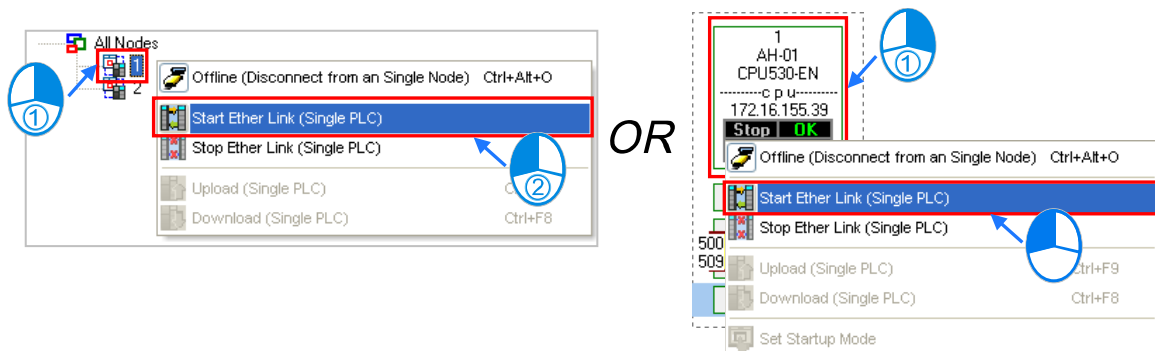 All Nodes
1
2
①
Offline (Disconnect from an Single Node) Ctrl+Alt+O
Start Ether Link (Single PLC)
Stop Ether Link (Single PLC)
②
Upload (Single PLC)
Download (Single PLC) Ctrl+F8
OR
1
AH-01
CPU530-EN
--------c p u--------
172.16.155.39
Stop OK
①
Offline (Disconnect from an Single Node) Ctrl+Alt+O
Start Ether Link (Single PLC)
Stop Ether Link (Single PLC)
500
509
Upload (Single PLC) Ctrl+F9
Download (Single PLC) Ctrl+F8
Set Startup Mode